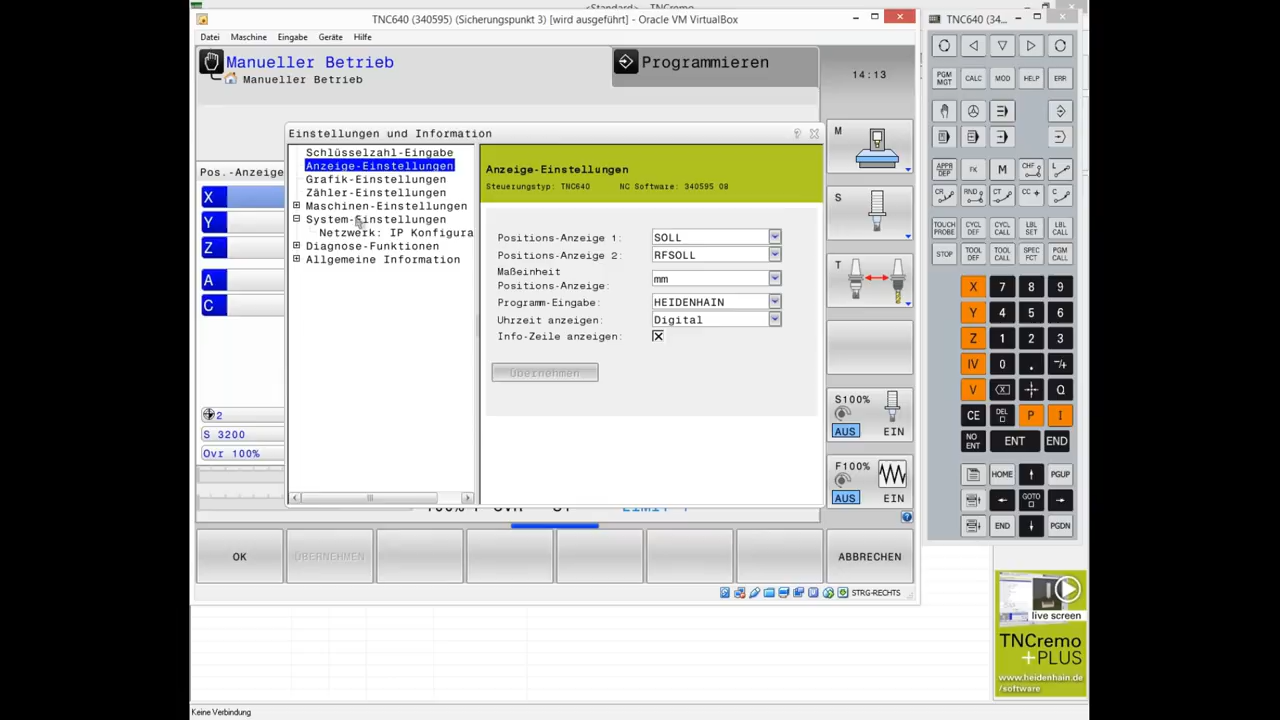 Standard> - TNCremo
TNC640 (340595) (Sicherungspunkt 3) [wird ausgeführt] - Oracle VM VirtualBox
Datei Maschine Eingabe Geräte Hilfe
Manueller Betrieb
Manueller Betrieb
Programmieren
14:13
Einstellungen und Information
Schlüsselzahl-Eingabe
Anzeige-Einstellungen
Grafik-Einstellungen
Zähler-Einstellungen
Maschinen-Einstellungen
System-Einstellungen
Netzwerk: IP Konfigura
Diagnose-Funktionen
Allgemeine Information
Anzeige-Einstellungen
Steuerungstyp: TNC640 NC Software: 340595 08
Positions-Anzeige 1: SOLL
Positions-Anzeige 2: RFSOLL
Maßeinheit
Positions-Anzeige: mm
Programm-Eingabe: HEIDENHAIN
Uhrzeit anzeigen: Digital
Info-Zeile anzeigen:
Übernehmen
Pos.-Anzeige
X
Y
Z
A
C
2
S 3200
Ovr 100%
M
S
T
S100%
AUS EIN
F100%
AUS EIN
OK ÜBERNEHMEN ABBRECHEN
STRG-RECHTS
TNC640 (34...
PGM MGT CALC MOD HELP ERR
APPR DEP FK M CHF L
CR RND CT CC C
TOUCH PROBE CYCL DEF CYCL CALL LBL SET LBL CALL
STOP TOOL DEF TOOL CALL SPEC FCT PGM CALL
X 7 8 9
Y 4 5 6
Z 1 2 3
IV 0 . -/+
V Q
CE DEL P I
NO ENT ENT END
HOME PGUP
GOTO
END PGDN
live screen
TNCremo
+PLUS
www.heidenhain.de
/software
Keine Verbindung